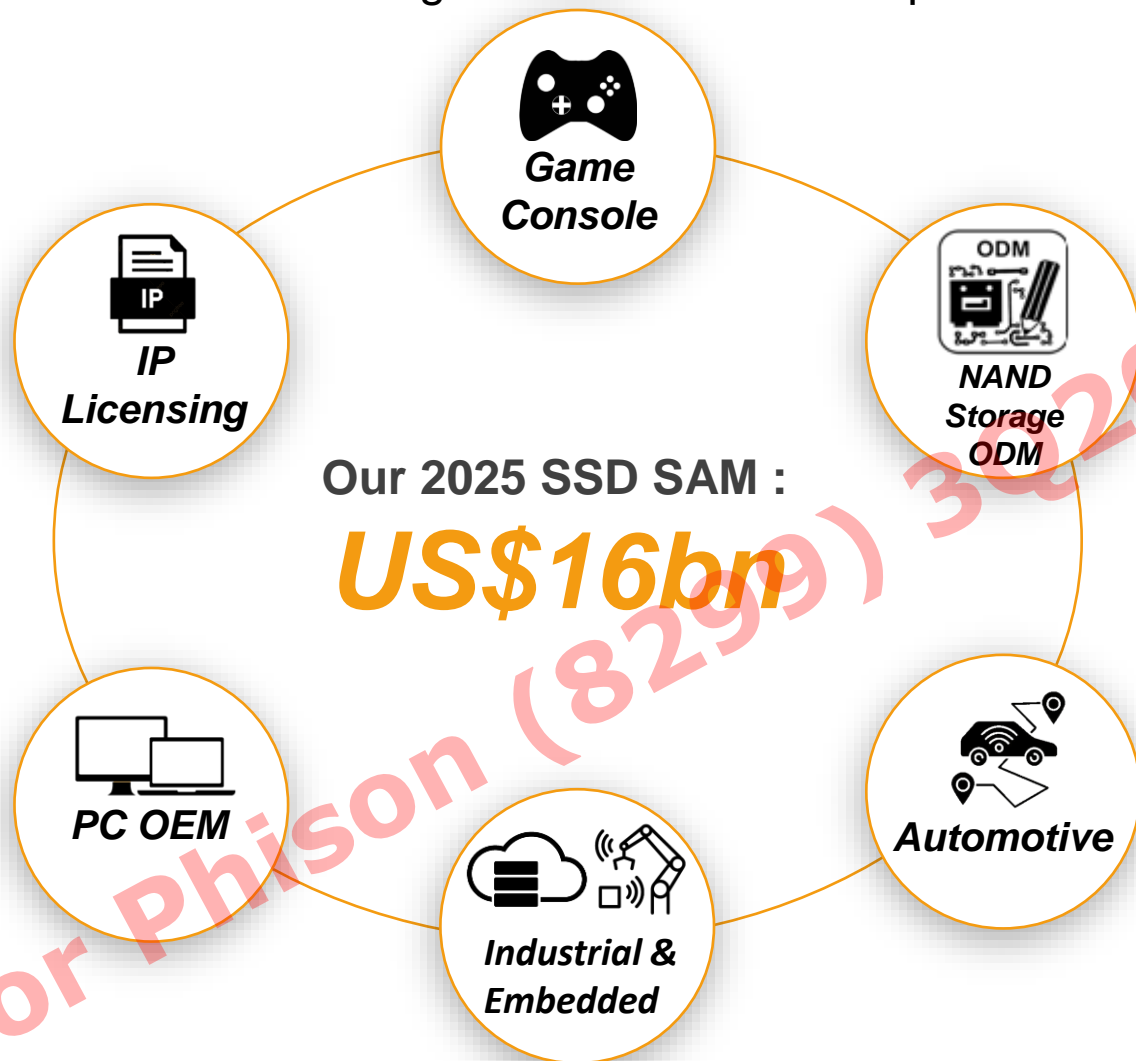 Game
Console
IP
IP
Licensing
ODM
NAND
Storage
ODM
Our 2025 SSD SAM :
US$16bn
PC OEM
Automotive
Industrial &
Embedded
or Phison (8299) 3Q2